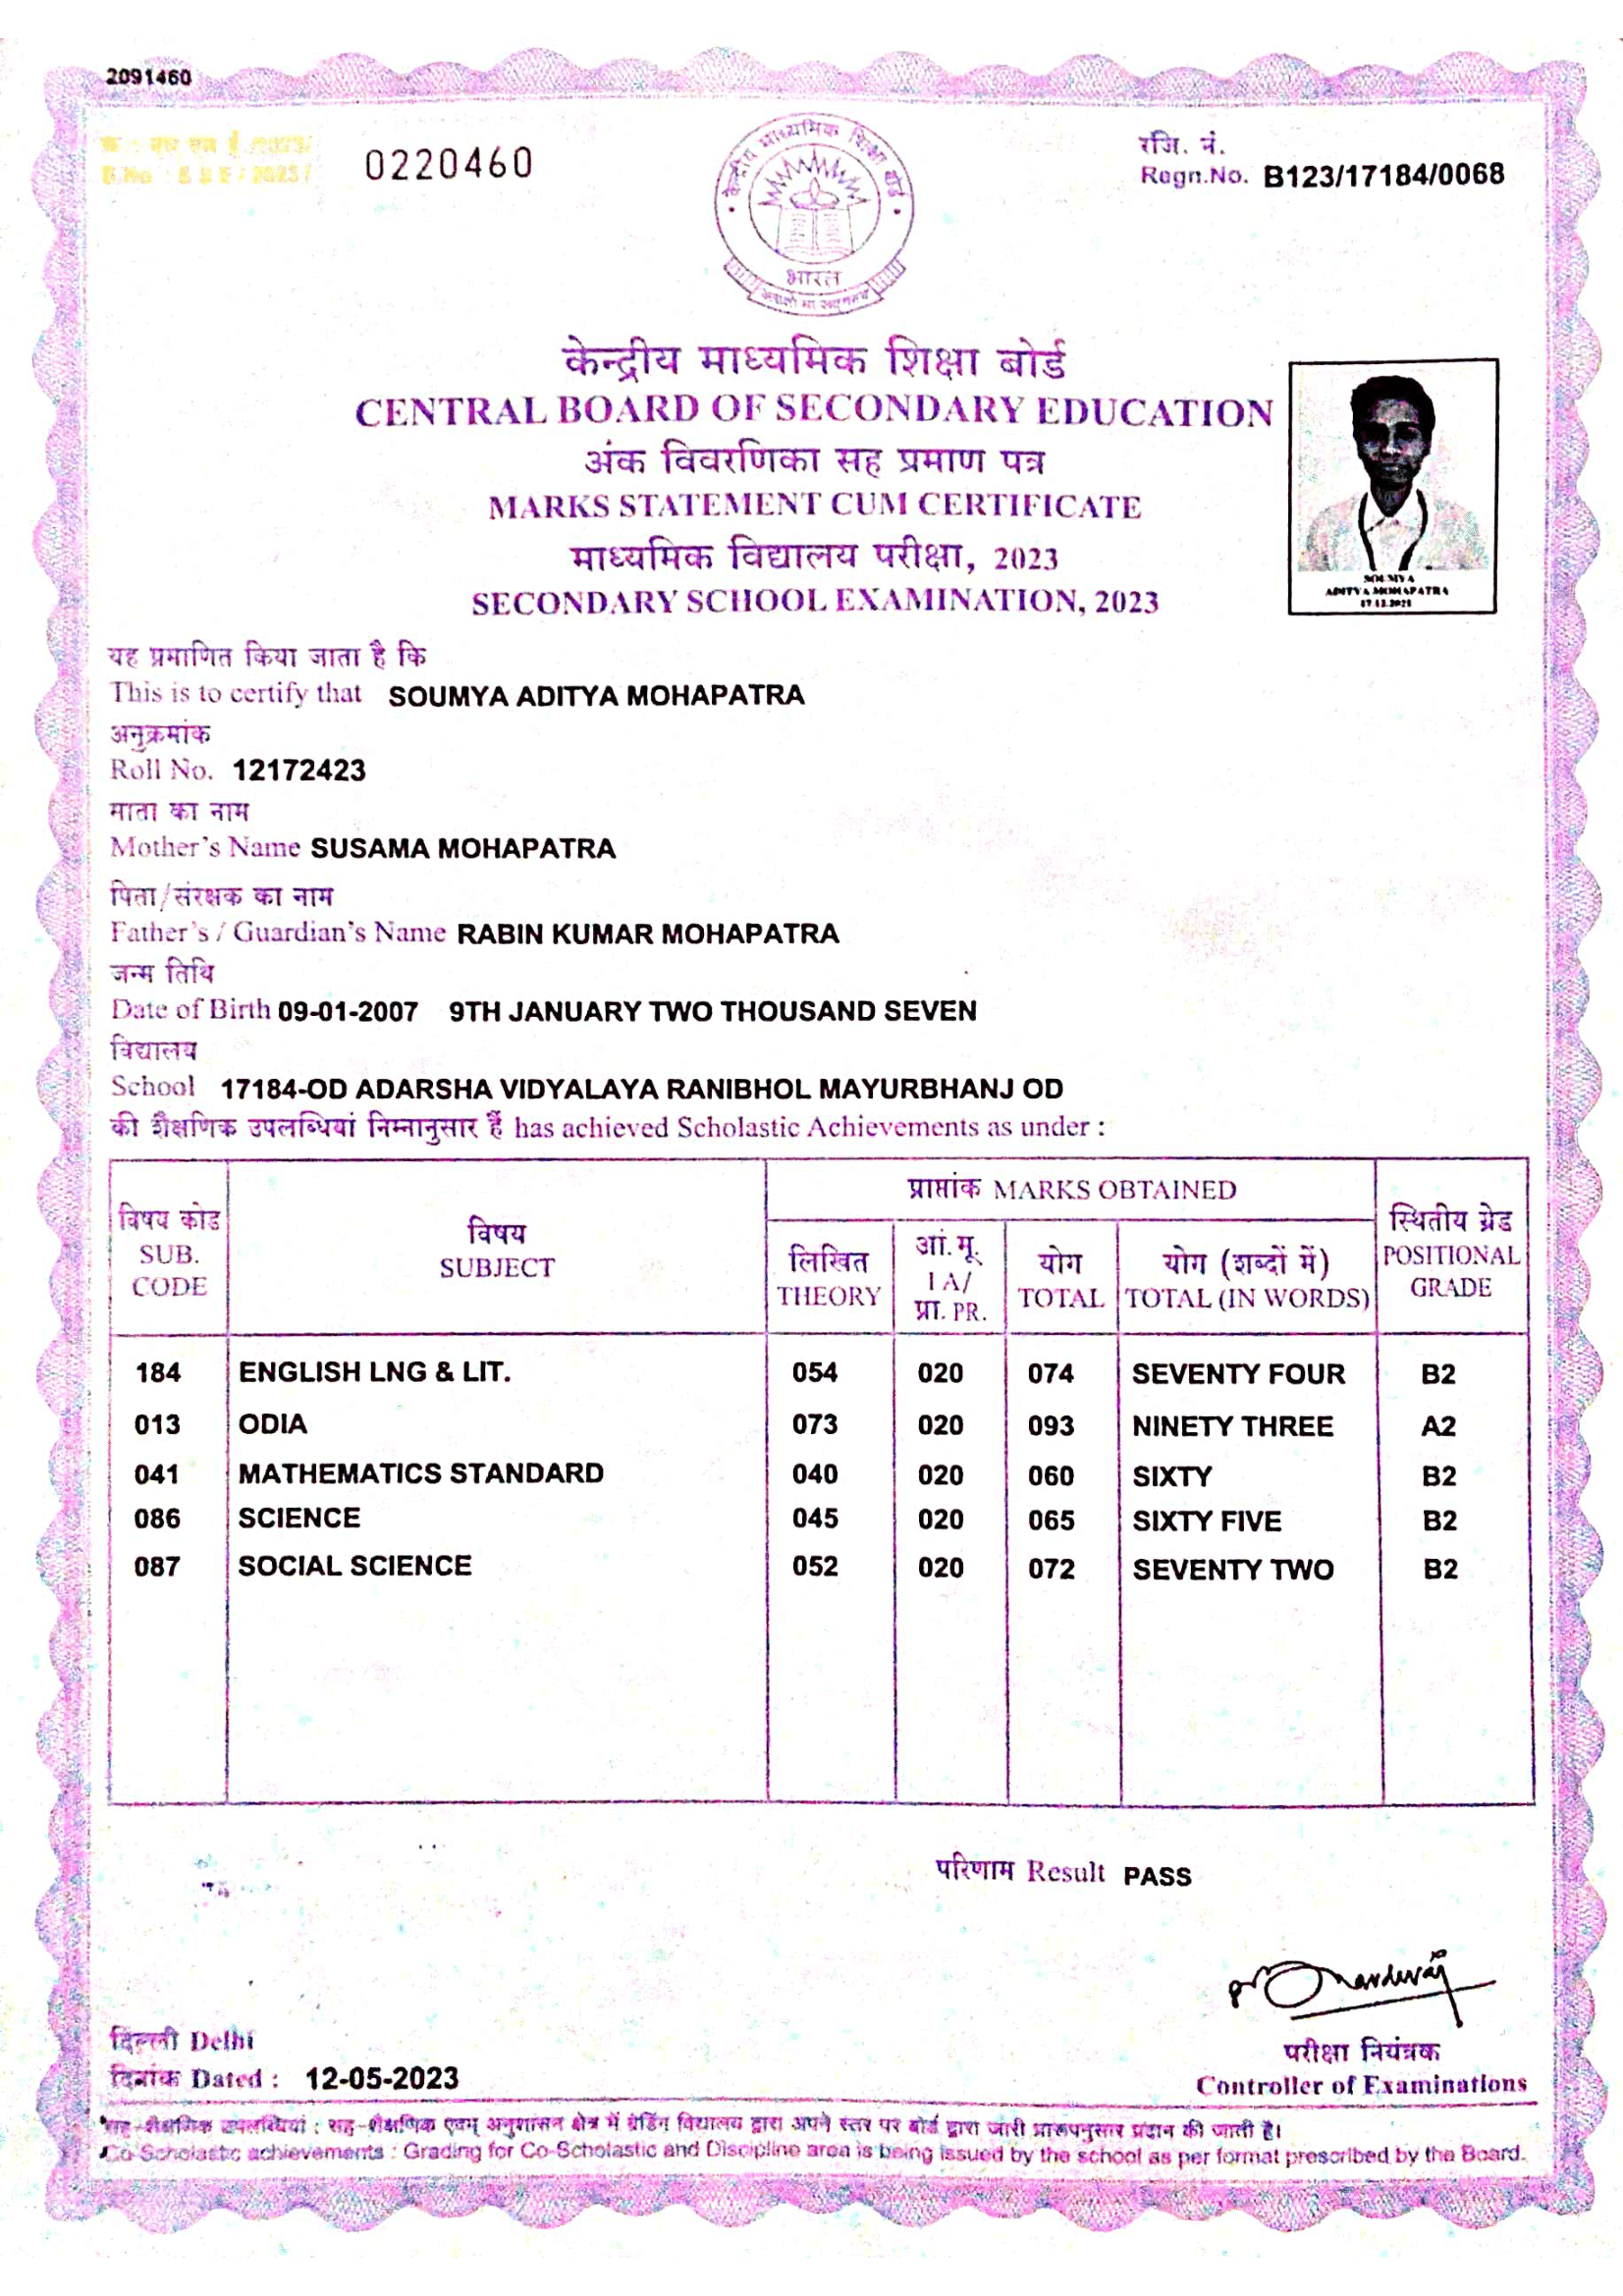 2091460
0220460
रजि. नं.
Regn.No. B123/17184/0068
केन्द्रीय माध्यमिक शिक्षा बोर्ड
भारत
केन्द्रीय माध्यमिक शिक्षा बोर्ड
CENTRAL BOARD OF SECONDARY EDUCATION
अंक विवरणिका सह प्रमाण पत्र
MARKS STATEMENT CUM CERTIFICATE
माध्यमिक विद्यालय परीक्षा, 2023
SECONDARY SCHOOL EXAMINATION, 2023
SOUMYA
ADITYA MOHAPATRA
17.12.2021
यह प्रमाणित किया जाता है कि
This is to certify that SOUMYA ADITYA MOHAPATRA
अनुक्रमांक
Roll No. 12172423
माता का नाम
Mother's Name SUSAMA MOHAPATRA
पिता/संरक्षक का नाम
Father's / Guardian's Name RABIN KUMAR MOHAPATRA
जन्म तिथि
Date of Birth 09-01-2007 9TH JANUARY TWO THOUSAND SEVEN
विद्यालय
School 17184-OD ADARSHA VIDYALAYA RANIBHOL MAYURBHANJ OD
की शैक्षणिक उपलब्धियां निम्नानुसार हैं has achieved Scholastic Achievements as under :
विषय कोड
SUB.
CODE
विषय
SUBJECT
प्राप्तांक MARKS OBTAINED
लिखित
THEORY
आं.मू.
I A/
प्रा. PR.
योग
TOTAL
योग (शब्दों में)
TOTAL (IN WORDS)
स्थितीय ग्रेड
POSITIONAL
GRADE
184 ENGLISH LNG & LIT. 054 020 074 SEVENTY FOUR B2
013 ODIA 073 020 093 NINETY THREE A2
041 MATHEMATICS STANDARD 040 020 060 SIXTY B2
086 SCIENCE 045 020 065 SIXTY FIVE B2
087 SOCIAL SCIENCE 052 020 072 SEVENTY TWO B2
परिणाम Result PASS
दिल्ली Delhi
दिनांक Dated : 12-05-2023
परीक्षा नियंत्रक
Controller of Examinations
सह-शैक्षणिक उपलब्धियां : सह-शैक्षणिक एवम् अनुशासन क्षेत्र में ग्रेडिंग विद्यालय द्वारा अपने स्तर पर बोर्ड द्वारा जारी प्रारूपनुसार प्रदान की जाती है।
Co-Scholastic achievements : Grading for Co-Scholastic and Discipline area is being issued by the school as per format prescribed by the Board.